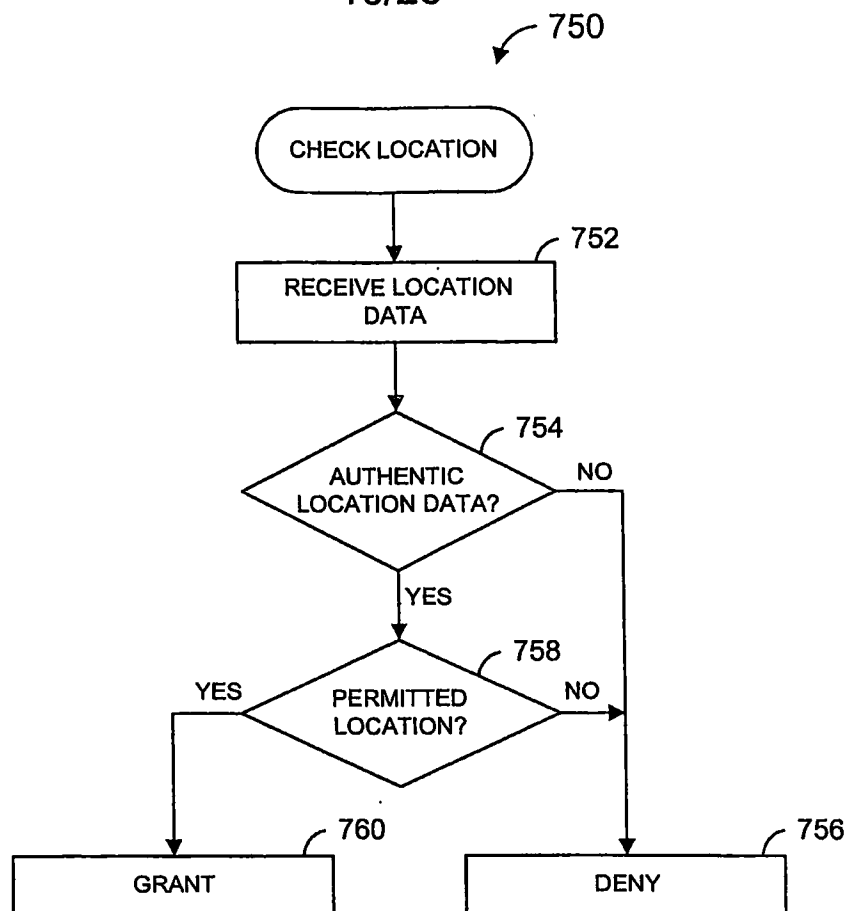 750
CHECK LOCATION
752
RECEIVE LOCATION
DATA
754
AUTHENTIC
LOCATION DATA?
NO
YES
758
YES
PERMITTED
LOCATION?
NO
760
756
GRANT
DENY